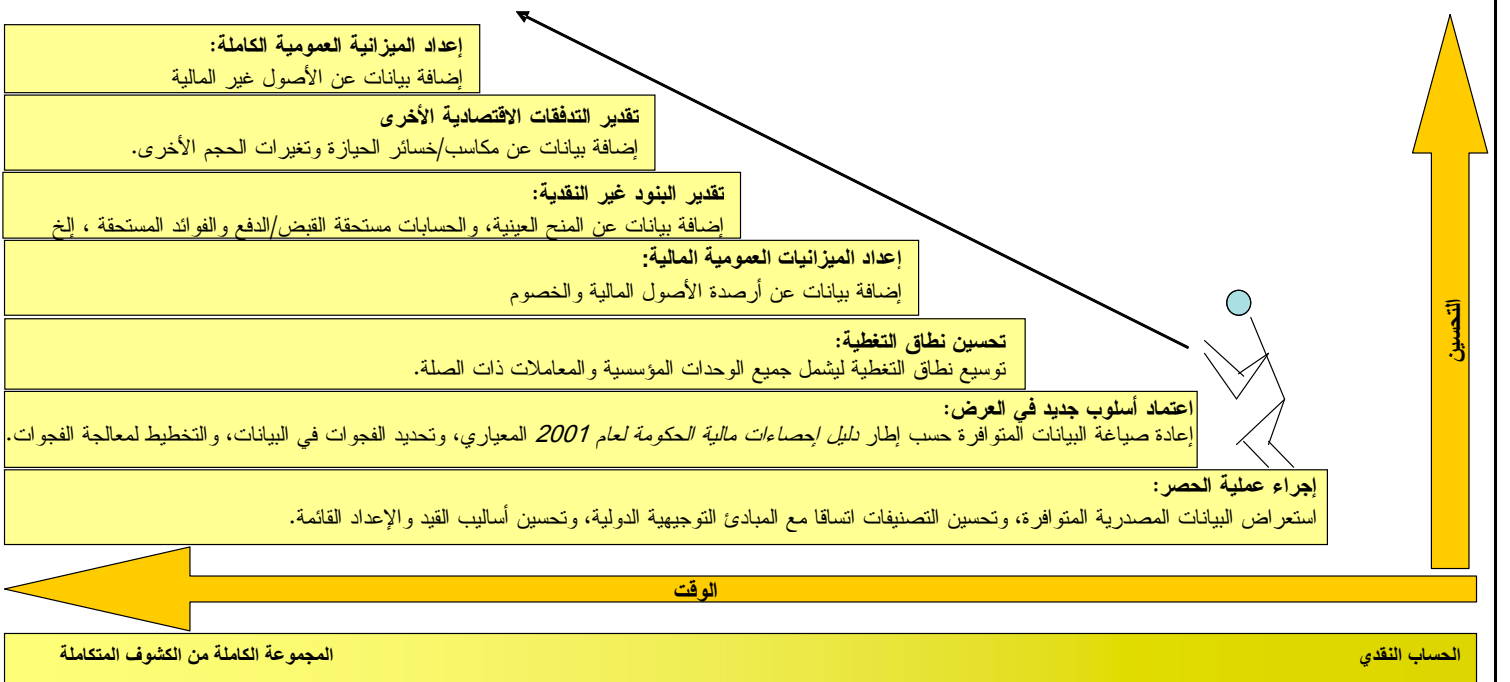 إعداد الميزانية العمومية الكاملة:
إضافة بيانات عن الأصول غير المالية
تقدير التدفقات الاقتصادية الأخرى
إضافة بيانات عن مكاسب/خسائر الحيازة وتغيرات الحجم الأخرى.
تقدير البنود غير النقدية:
إضافة بيانات عن المنح العينية، والحسابات مستحقة القبض/الدفع والفوائد المستحقة ، إلخ
إعداد الميزانيات العمومية المالية:
إضافة بيانات عن أرصدة الأصول المالية والخصوم
تحسين نطاق التغطية:
توسيع نطاق التغطية ليشمل جميع الوحدات المؤسسية والمعاملات ذات الصلة.
اعتماد أسلوب جديد في العرض:
إعادة صياغة البيانات المتوافرة حسب إطار دليل إحصاءات مالية الحكومة لعام 2001 المعياري، وتحديد الفجوات في البيانات، والتخطيط لمعالجة الفجوات.
إجراء عملية الحصر:
استعراض البيانات المصدرية المتوافرة، وتحسين التصنيفات اتساقا مع المبادئ التوجيهية الدولية، وتحسين أساليب القيد والإعداد القائمة.
التحسين
الوقت
الحساب النقدي
المجموعة الكاملة من الكشوف المتكاملة